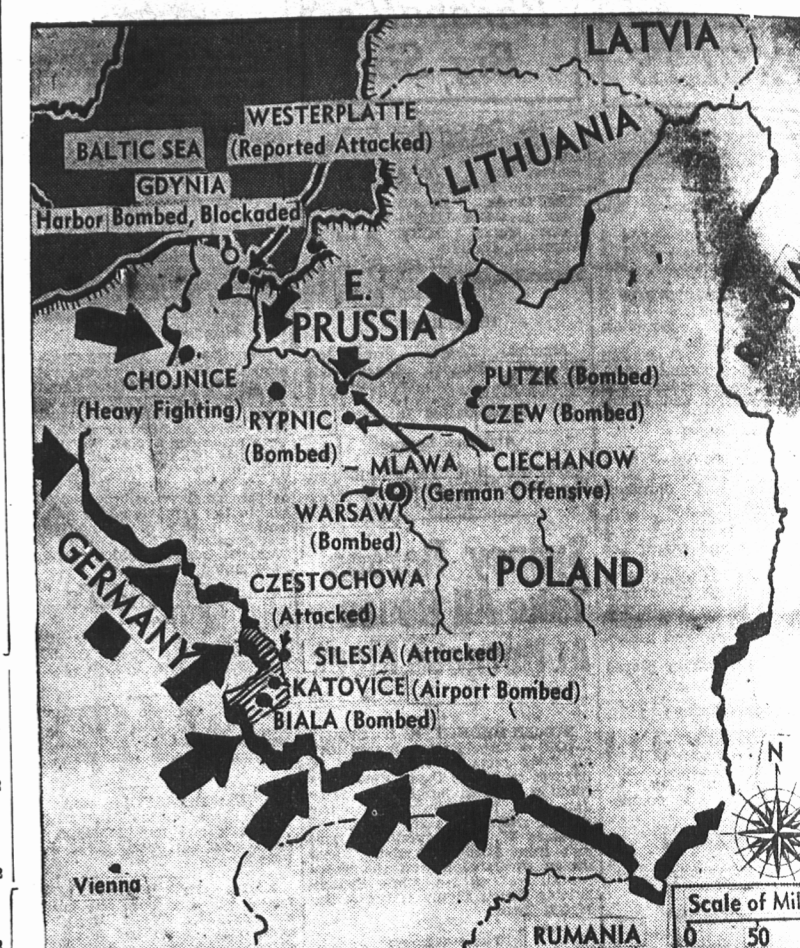 LATVIA
WESTERPLATTE
(Reported Attacked)
BALTIC SEA
LITHUANIA
GDYNIA
Harbor Bombed, Blockaded
E.
PRUSSIA
CHOJNICE
(Heavy Fighting)
PUTZK (Bombed)
CZEW (Bombed)
RYPNIC
(Bombed)
MLAWA
CIECHANOW
(German Offensive)
WARSAW
(Bombed)
GERMANY
POLAND
CZESTOCHOWA
(Attacked)
SILESIA (Attacked)
KATOVICE (Airport Bombed)
BIALA (Bombed)
N
Vienna
Scale of
RUMANIA
0 50